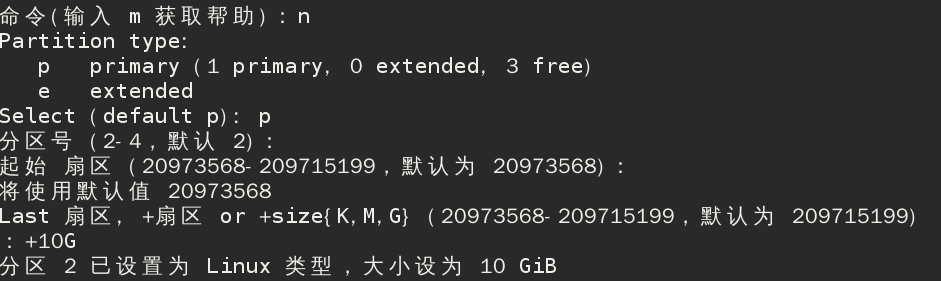 命令(输入 m 获取帮助)：n
Partition type:
p primary (1 primary, 0 extended, 3 free)
e extended
Select (default p): p
分区号 (2-4，默认 2)：
起始 扇区 (20973568-209715199，默认为 20973568)：
将使用默认值 20973568
Last 扇区, +扇区 or +size{K,M,G} (20973568-209715199，默认为 209715199)
：+10G
分区 2 已设置为 Linux 类型，大小设为 10 GiB